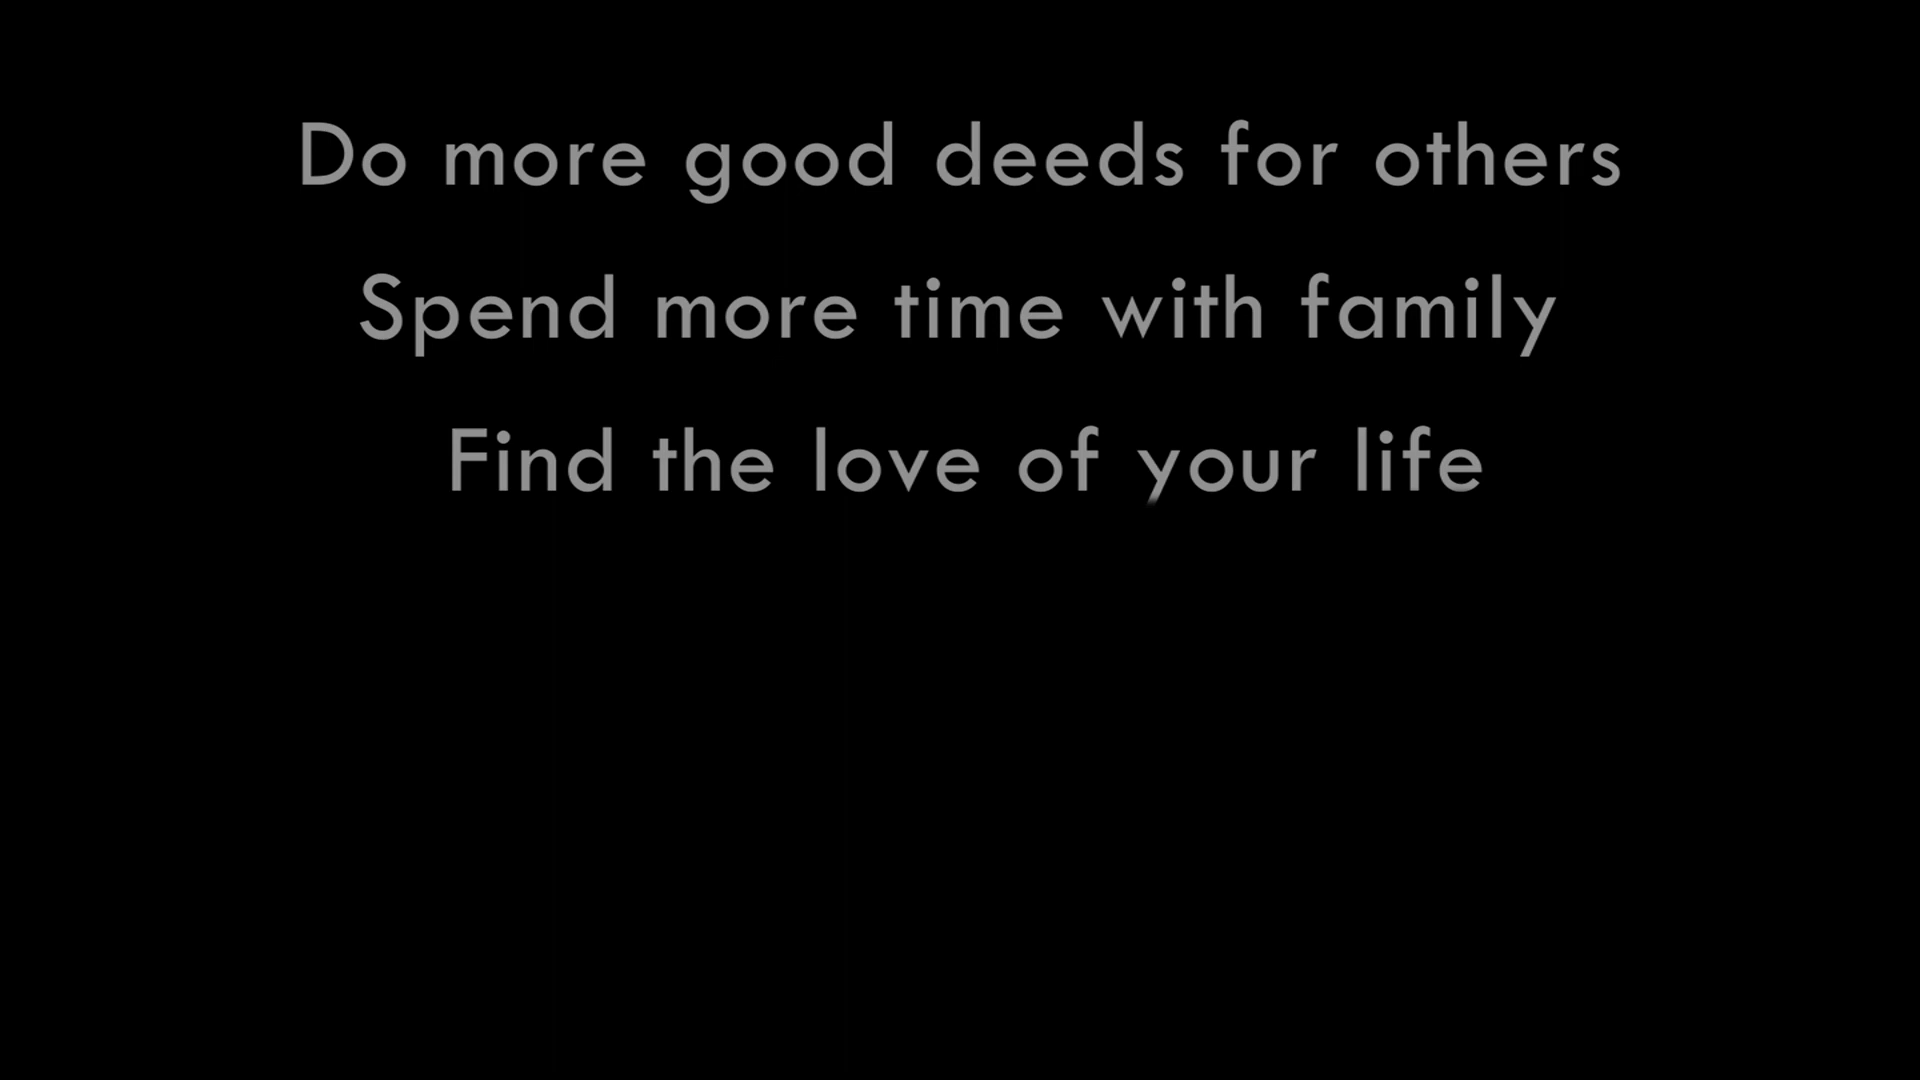 Do more good deeds for others
Spend more time with family
Find the love of your life